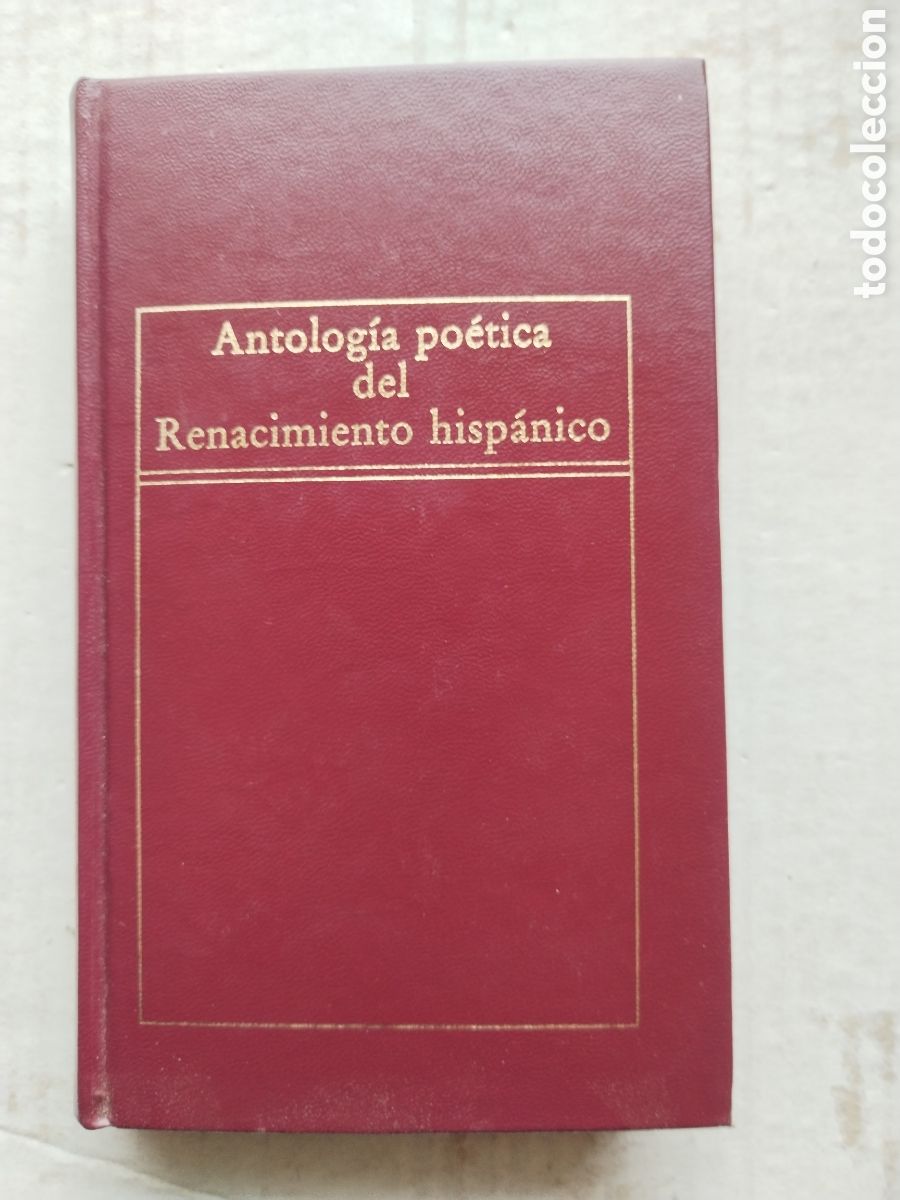 Antología poética
del
Renacimiento hispánico
todocoleccion